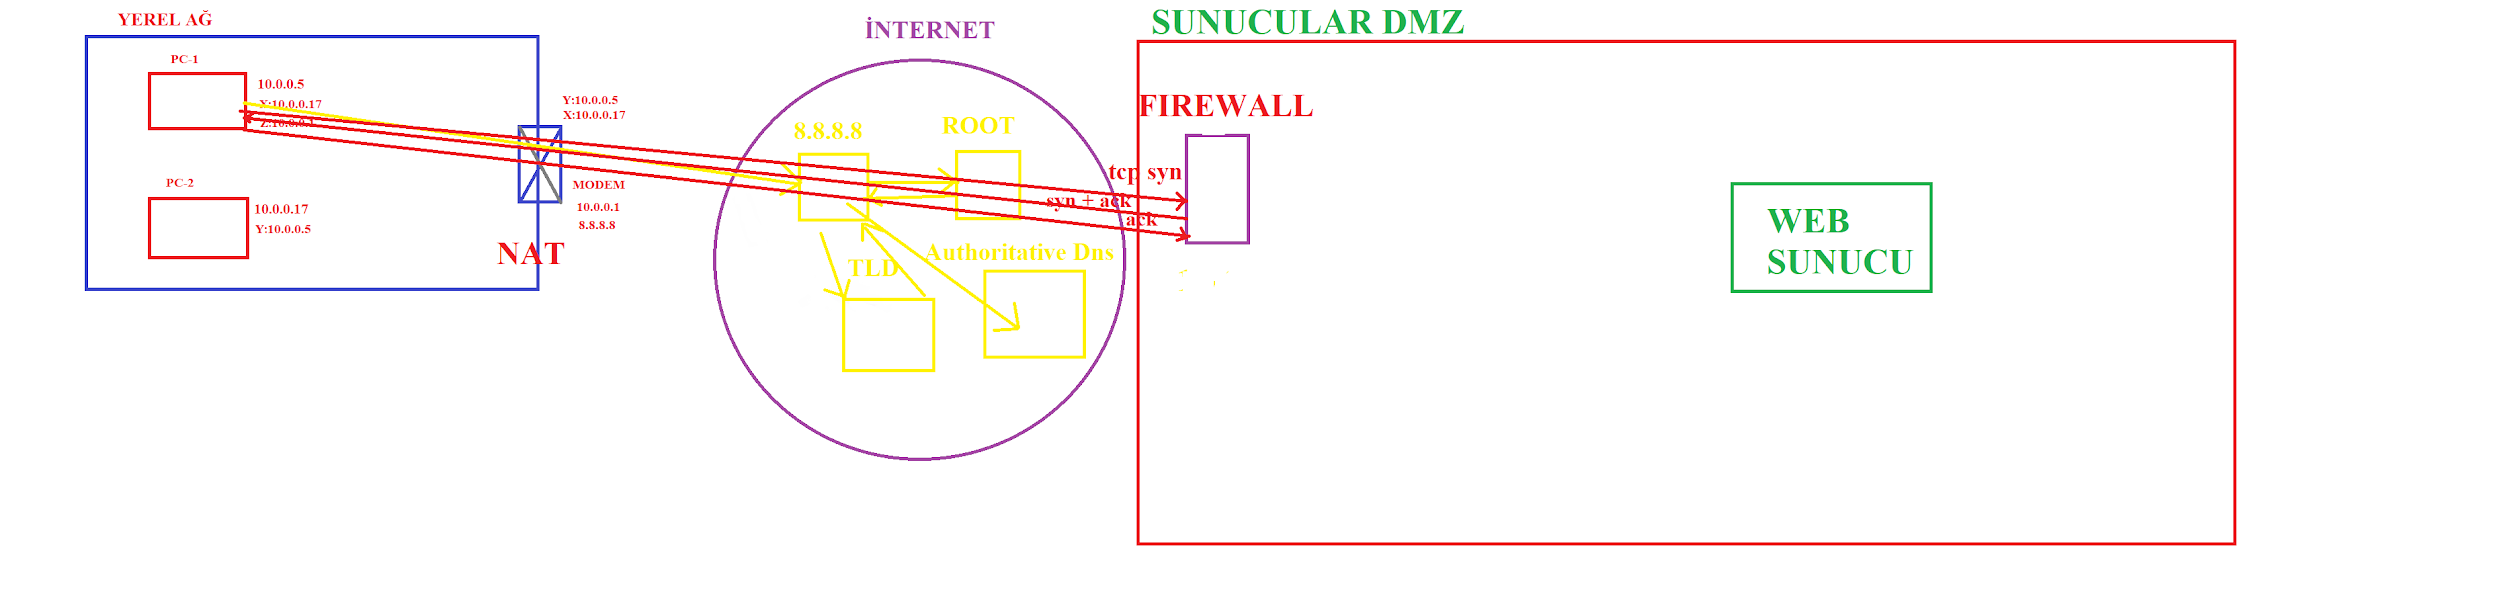 YEREL AĞ
PC-1
10.0.0.5
X:10.0.0.17
Z:10.0.0.1
PC-2
10.0.0.17
Y:10.0.0.5
Y:10.0.0.5
X:10.0.0.17
MODEM
10.0.0.1
8.8.8.8
NAT
İNTERNET
8.8.8.8
ROOT
TLD
Authoritative Dns
SUNUCULAR DMZ
FIREWALL
tcp syn
syn + ack
ack
WEB
SUNUCU